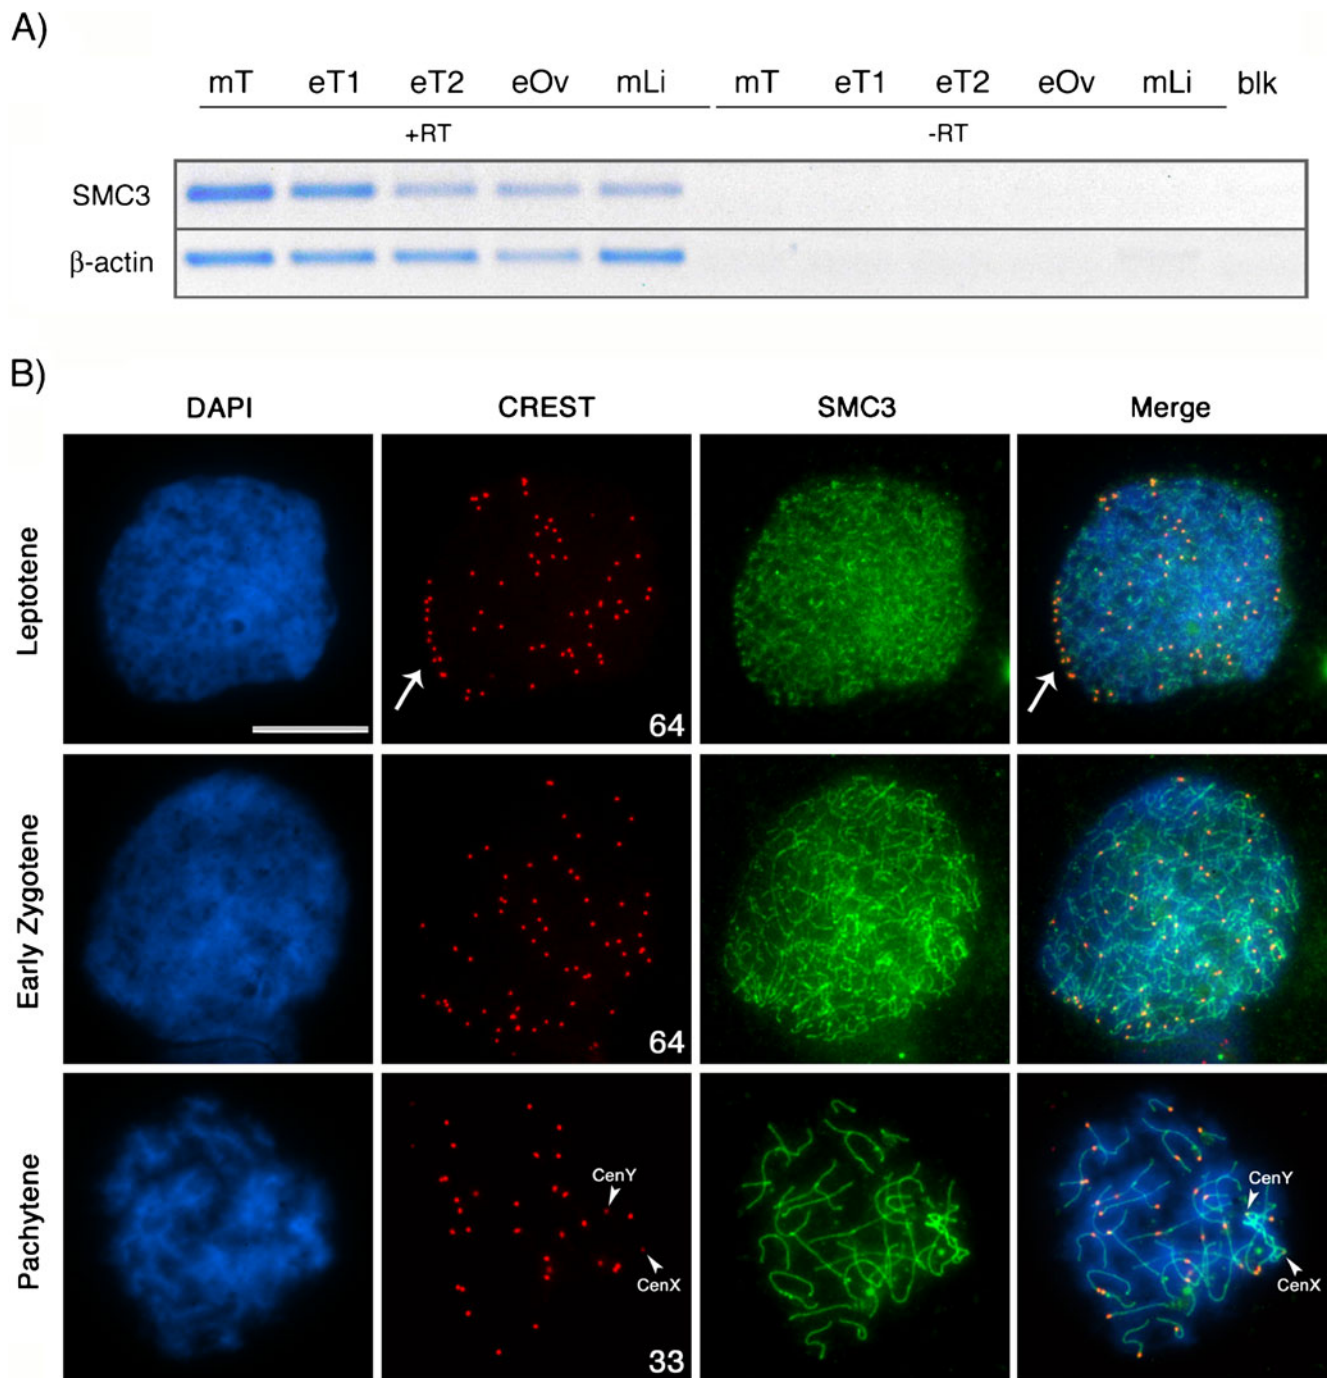 A)
mT eT1 eT2 eOv mLi mT eT1 eT2 eOv mLi blk
+RT -RT
SMC3
β-actin
B)
DAPI CREST SMC3 Merge
Leptotene
64
Early Zygotene
64
Pachytene
CenY CenY
CenX CenX
33